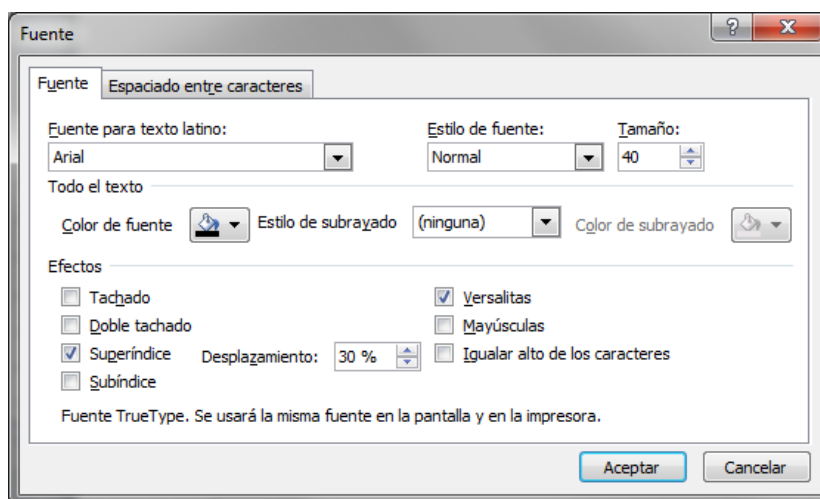 Fuente
Fuente Espaciado entre caracteres
Fuente para texto latino: Estilo de fuente: Tamaño:
Arial Normal 40
Todo el texto
Color de fuente Estilo de subrayado (ninguna) Color de subrayado
Efectos
Tachado Versalitas
Doble tachado Mayúsculas
Superíndice Desplazamiento: 30 % Igualar alto de los caracteres
Subíndice
Fuente TrueType. Se usará la misma fuente en la pantalla y en la impresora.
Aceptar Cancelar